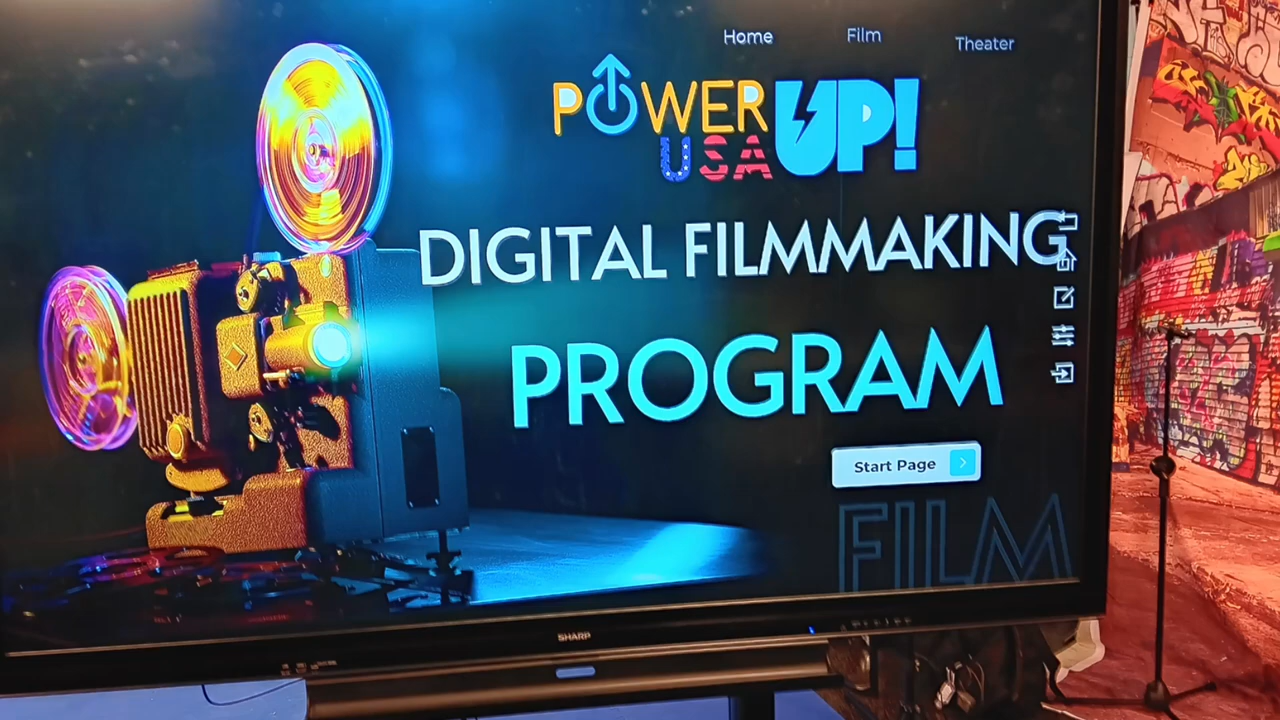 Home Film Theater
POWER UP!
USA
DIGITAL FILMMAKING
PROGRAM
Start Page
FILM
SHARP